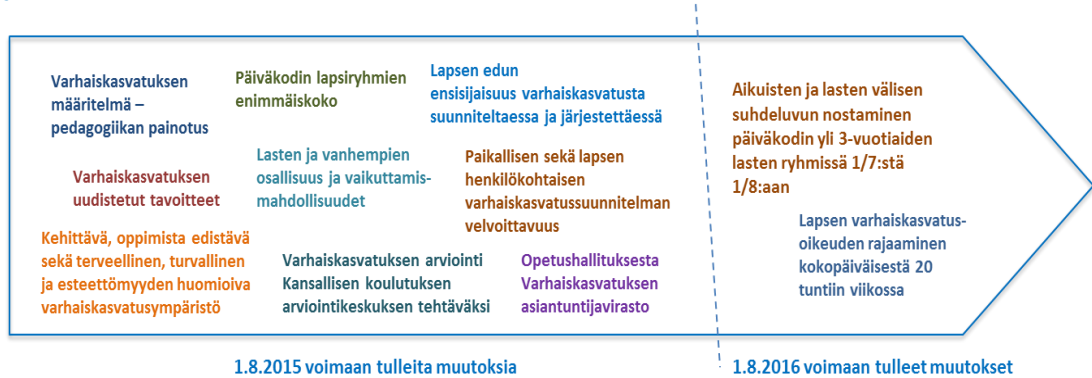 Varhaiskasvatuksen
määritelmä –
pedagogiikan painotus
Päiväkodin lapsiryhmien
enimmäiskoko
Lapsen edun
ensisijaisuus varhaiskasvatusta
suunniteltaessa ja järjestettäessä
Varhaiskasvatuksen
uudistetut tavoitteet
Lasten ja vanhempien
osallisuus ja vaikuttamis-
mahdollisuudet
Paikallisen sekä lapsen
henkilökohtaisen
varhaiskasvatussuunnitelman
velvoittavuus
Kehittävä, oppimista edistävä
sekä terveellinen, turvallinen
ja esteettömyyden huomioiva
varhaiskasvatusympäristö
Varhaiskasvatuksen arviointi
Kansallisen koulutuksen
arviointikeskuksen tehtäväksi
Opetushallituksesta
Varhaiskasvatuksen
asiantuntijavirasto
Aikuisten ja lasten välisen
suhdeluvun nostaminen
päiväkodin yli 3-vuotiaiden
lasten ryhmissä 1/7:stä
1/8:aan
Lapsen varhaiskasvatus-
oikeuden rajaaminen
kokopäiväisestä 20
tuntiin viikossa
1.8.2015 voimaan tulleita muutoksia
1.8.2016 voimaan tulleet muutokset